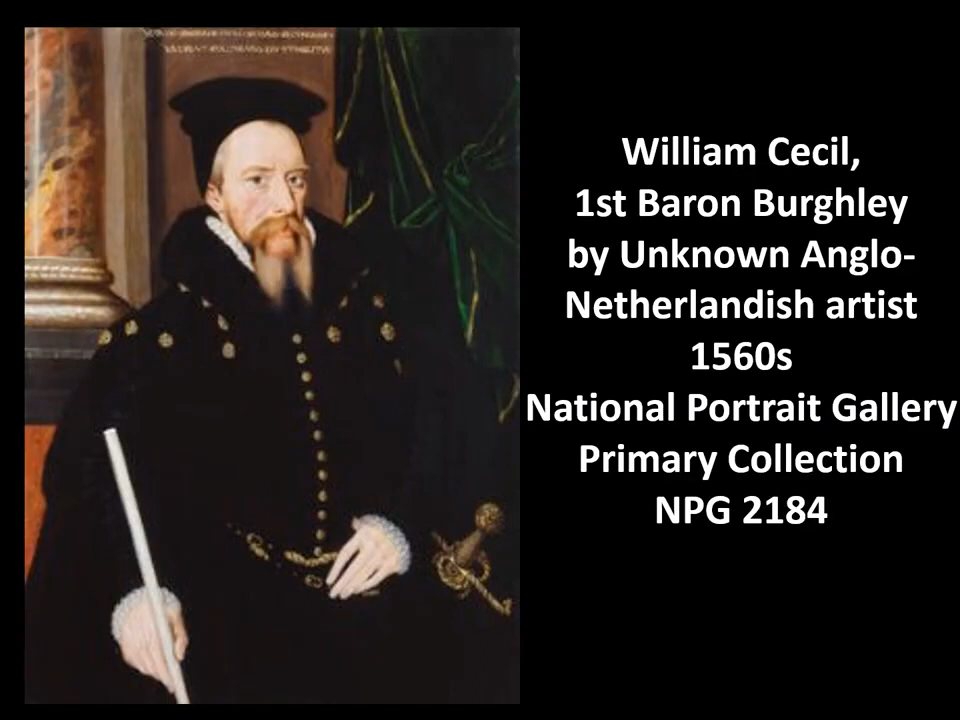 William Cecil,
1st Baron Burghley
by Unknown Anglo-
Netherlandish artist
1560s
National Portrait Gallery
Primary Collection
NPG 2184